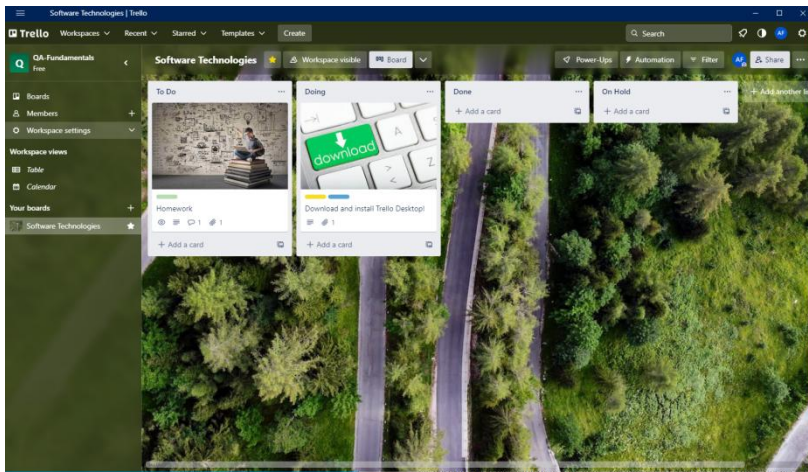 Software Technologies | Trello
Trello Workspaces Recent Starred Templates Create Search AF
Q QA-Fundamentals
Free
Software Technologies Workspace visible Board Power-Ups Automation Filter AF Share
Boards
Members
Workspace settings
Workspace views
Table
Calendar
Your boards
Software Technologies
To Do
Homework
1 1
+ Add a card
Doing
download
A
Z
Download and install Trello Desktop!
1
+ Add a card
Done
+ Add a card
On Hold
+ Add a card
+ Add another